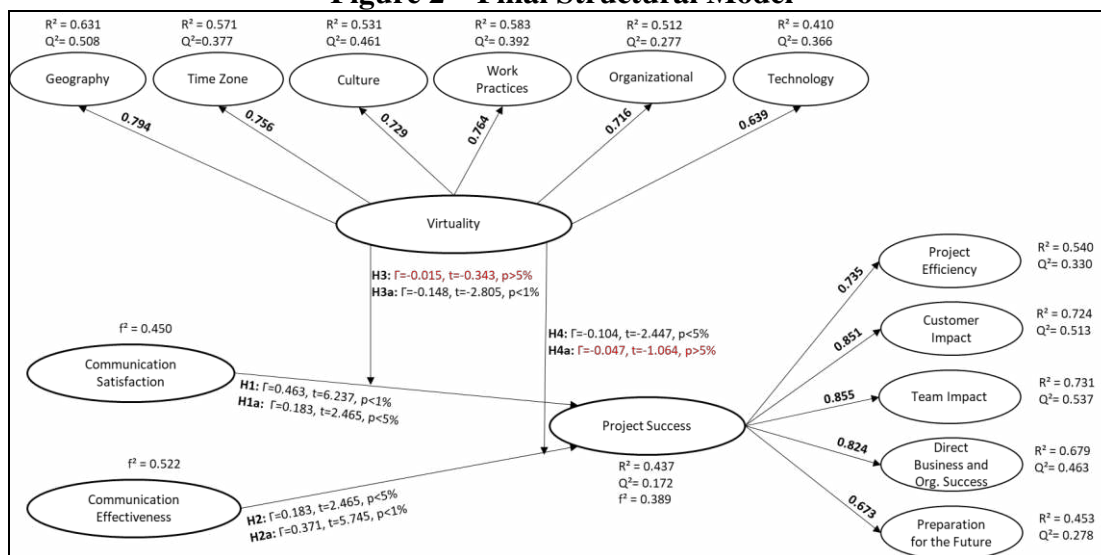 Figure 2 – Final Structural Model
R² = 0.631
Q²= 0.508
R² = 0.571
Q²=0.377
R² = 0.531
Q²= 0.461
R² = 0.583
Q²= 0.392
R² = 0.512
Q²= 0.277
R² = 0.410
Q²= 0.366
Geography
Time Zone
Culture
Work
Practices
Organizational
Technology
0.794
0.756
0.729
0.764
0.716
0.639
Virtuality
H3: Γ=-0.015, t=-0.343, p>5%
H3a: Γ=-0.148, t=-2.805, p<1%
H4: Γ=-0.104, t=-2.447, p<5%
H4a: Γ=-0.047, t=-1.064, p>5%
f² = 0.450
Communication
Satisfaction
H1: Γ=0.463, t=6.237, p<1%
H1a: Γ=0.183, t=2.465, p<5%
f² = 0.522
Communication
Effectiveness
H2: Γ=0.183, t=2.465, p<5%
H2a: Γ=0.371, t=5.745, p<1%
Project Success
R² = 0.437
Q²= 0.172
f² = 0.389
0.735
0.851
0.855
0.824
0.673
Project
Efficiency
R² = 0.540
Q²= 0.330
Customer
Impact
R² = 0.724
Q²= 0.513
Team Impact
R² = 0.731
Q²= 0.537
Direct
Business and
Org. Success
R² = 0.679
Q²= 0.463
Preparation
for the Future
R² = 0.453
Q²= 0.278